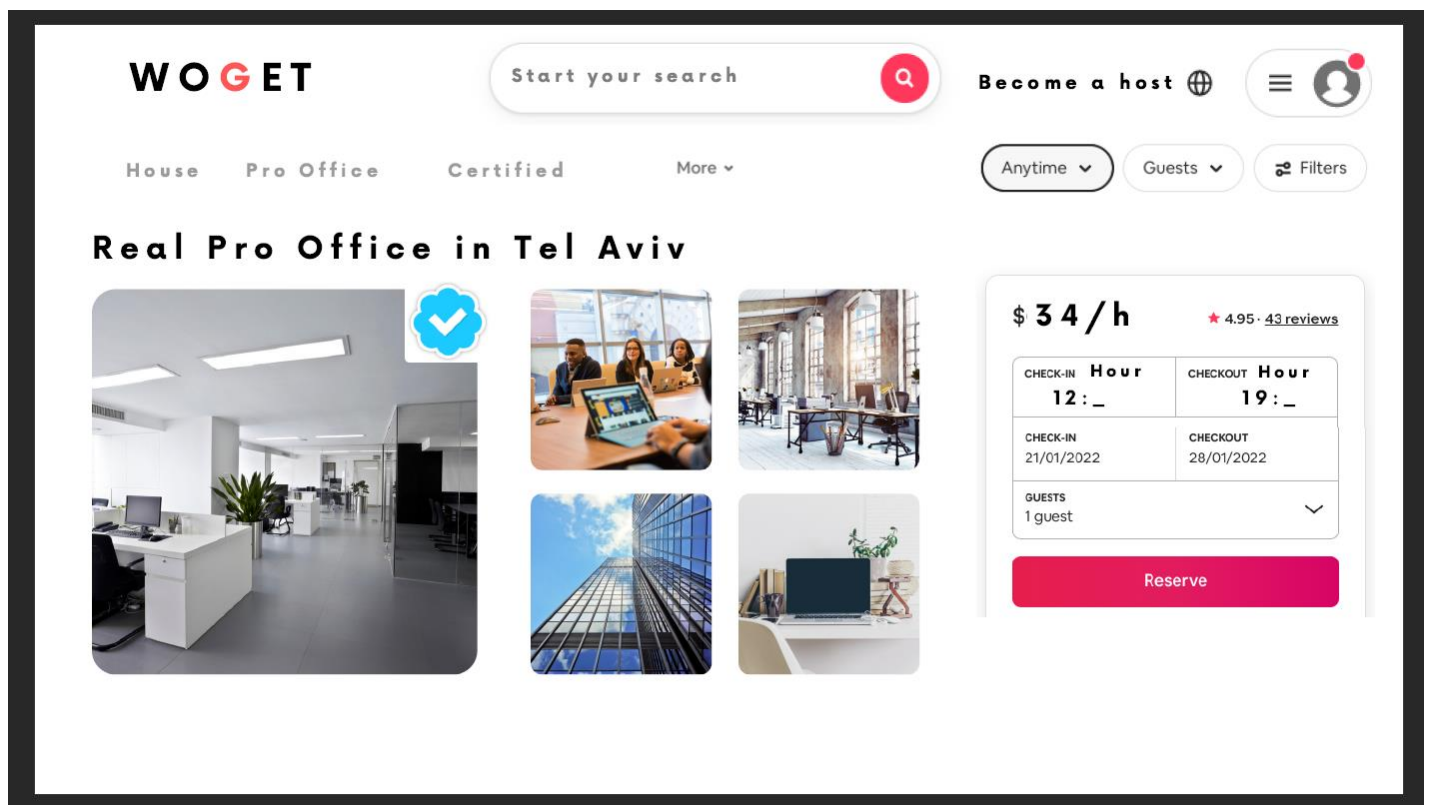 WOGET
Start your search
Become a host
House Pro Office Certified More
Anytime Guests Filters
Real Pro Office in Tel Aviv
$ 34/h
★ 4.95 · 43 reviews
CHECK-IN Hour
12:_
CHECKOUT Hour
19:_
CHECK-IN
21/01/2022
CHECKOUT
28/01/2022
GUESTS
1 guest
Reserve